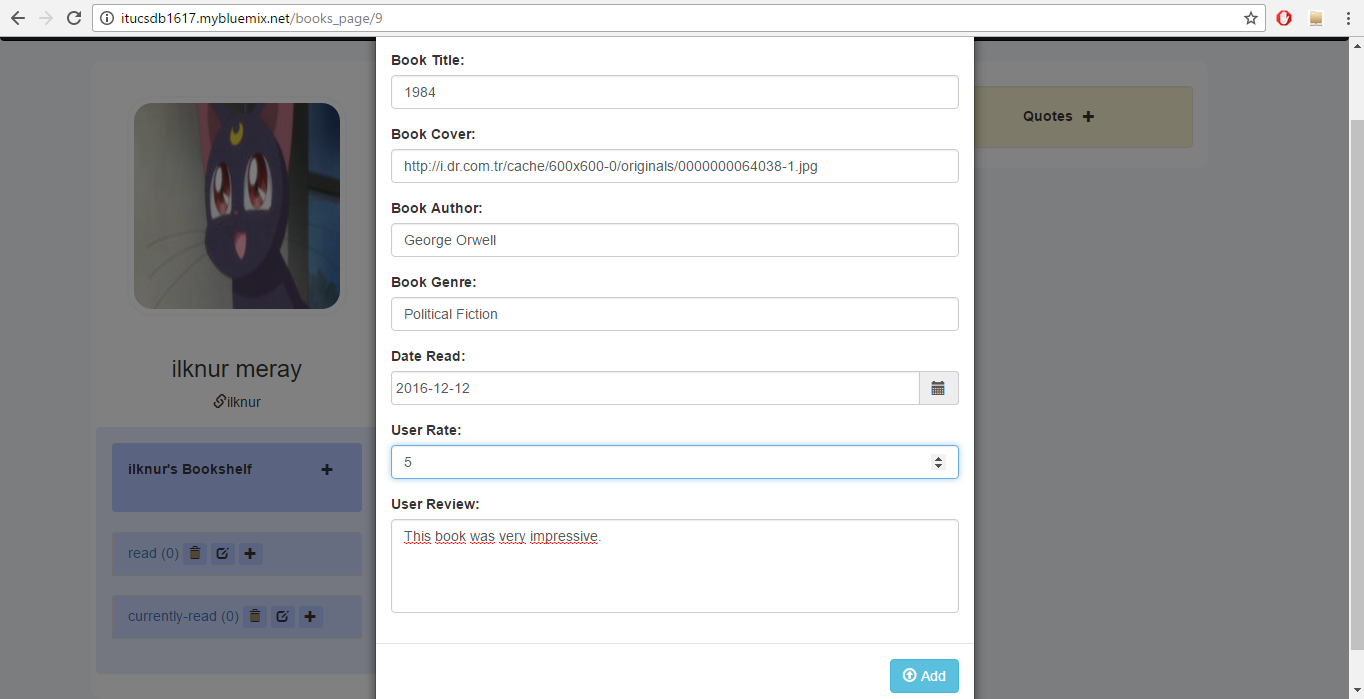 itucsdb1617.mybluemix.net/books_page/9
Book Title:
1984
Book Cover:
http://i.dr.com.tr/cache/600x600-0/originals/0000000064038-1.jpg
Book Author:
George Orwell
Book Genre:
Political Fiction
Date Read:
2016-12-12
User Rate:
5
User Review:
This book was very impressive.
Add
ilknur meray
ilknur
ilknur's Bookshelf
read (0)
currently-read (0)
Quotes